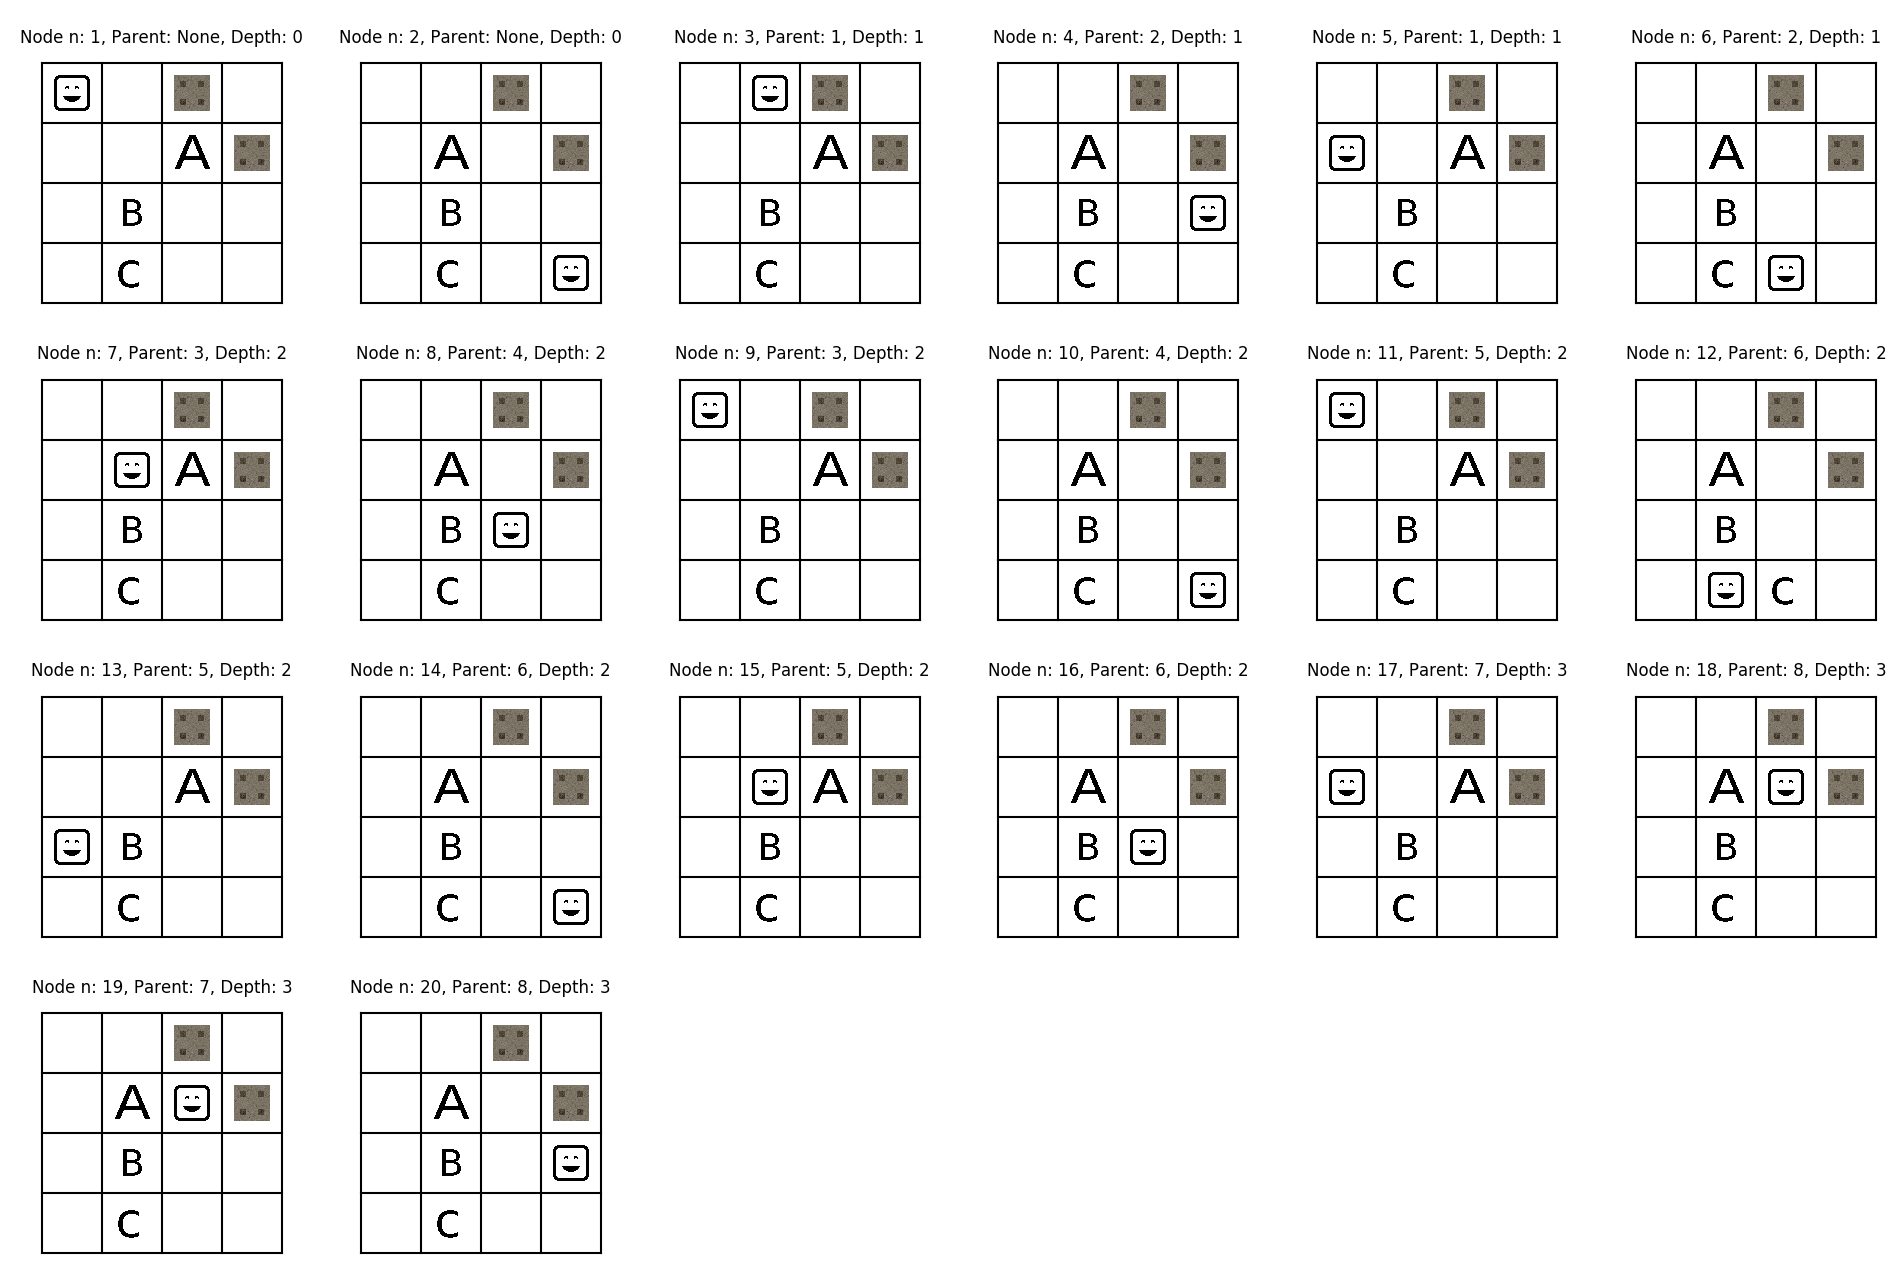 Node n: 1, Parent: None, Depth: 0
A
B
C
Node n: 2, Parent: None, Depth: 0
A
B
C
Node n: 3, Parent: 1, Depth: 1
A
B
C
Node n: 4, Parent: 2, Depth: 1
A
B
C
Node n: 5, Parent: 1, Depth: 1
A
B
C
Node n: 6, Parent: 2, Depth: 1
A
B
C
Node n: 7, Parent: 3, Depth: 2
A
B
C
Node n: 8, Parent: 4, Depth: 2
A
B
C
Node n: 9, Parent: 3, Depth: 2
A
B
C
Node n: 10, Parent: 4, Depth: 2
A
B
C
Node n: 11, Parent: 5, Depth: 2
A
B
C
Node n: 12, Parent: 6, Depth: 2
A
B
C
Node n: 13, Parent: 5, Depth: 2
A
B
C
Node n: 14, Parent: 6, Depth: 2
A
B
C
Node n: 15, Parent: 5, Depth: 2
A
B
C
Node n: 16, Parent: 6, Depth: 2
A
B
C
Node n: 17, Parent: 7, Depth: 3
A
B
C
Node n: 18, Parent: 8, Depth: 3
A
B
C
Node n: 19, Parent: 7, Depth: 3
A
B
C
Node n: 20, Parent: 8, Depth: 3
A
B
C